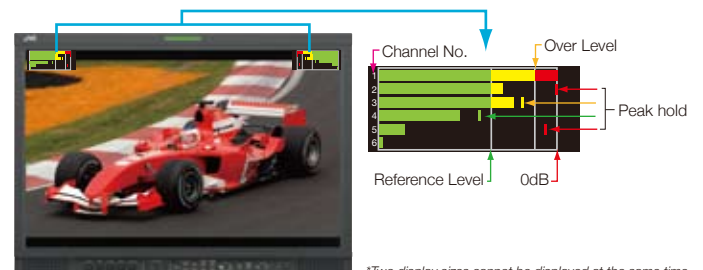 JVC
Channel No.
Over Level
1
2
3
4
5
6
Peak hold
Reference Level
0dB
*Two display sizes cannot be displayed at the same time